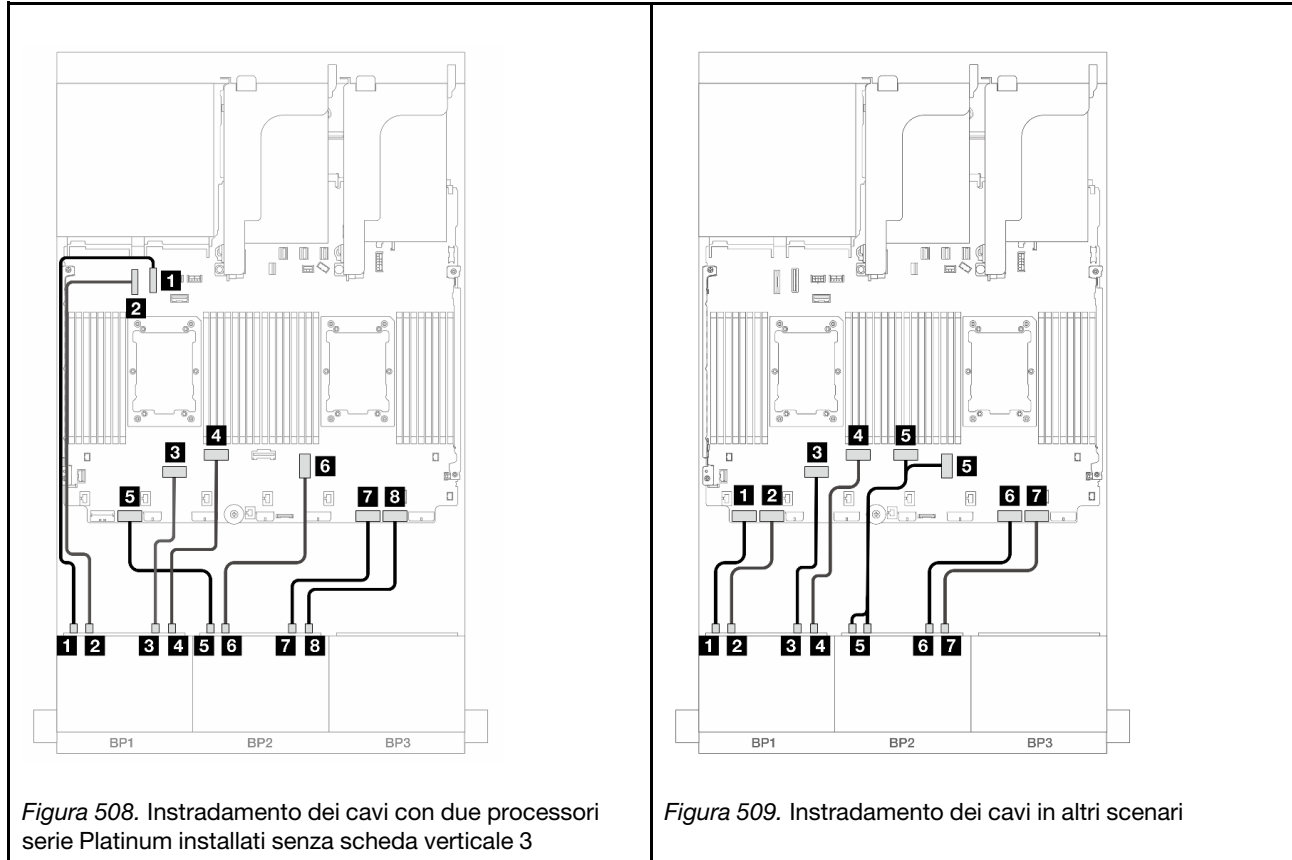 1
2
3
4
5
6
7
8
1 2 3 4 5 6 7 8
BP1 BP2 BP3
Figura 508. Instradamento dei cavi con due processori
serie Platinum installati senza scheda verticale 3
4 5
3 5
1 2 6 7
1 2 3 4 5 6 7
BP1 BP2 BP3
Figura 509. Instradamento dei cavi in altri scenari